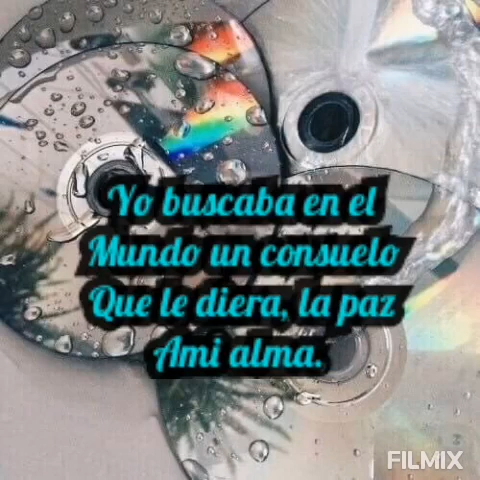 Yo buscaba en el
Mundo un consuelo
Que le diera, la paz
Ami alma.
FILMIX